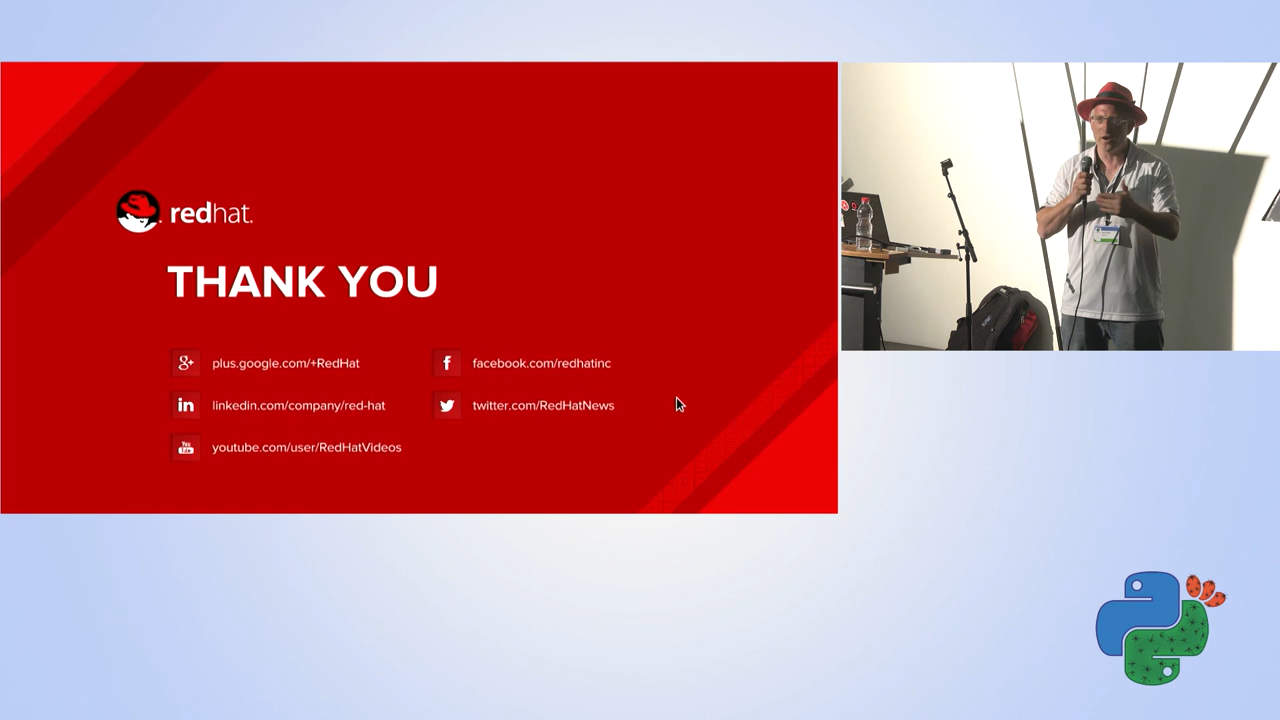 redhat.
THANK YOU
plus.google.com/+RedHat
facebook.com/redhatinc
linkedin.com/company/red-hat
twitter.com/RedHatNews
youtube.com/user/RedHatVideos